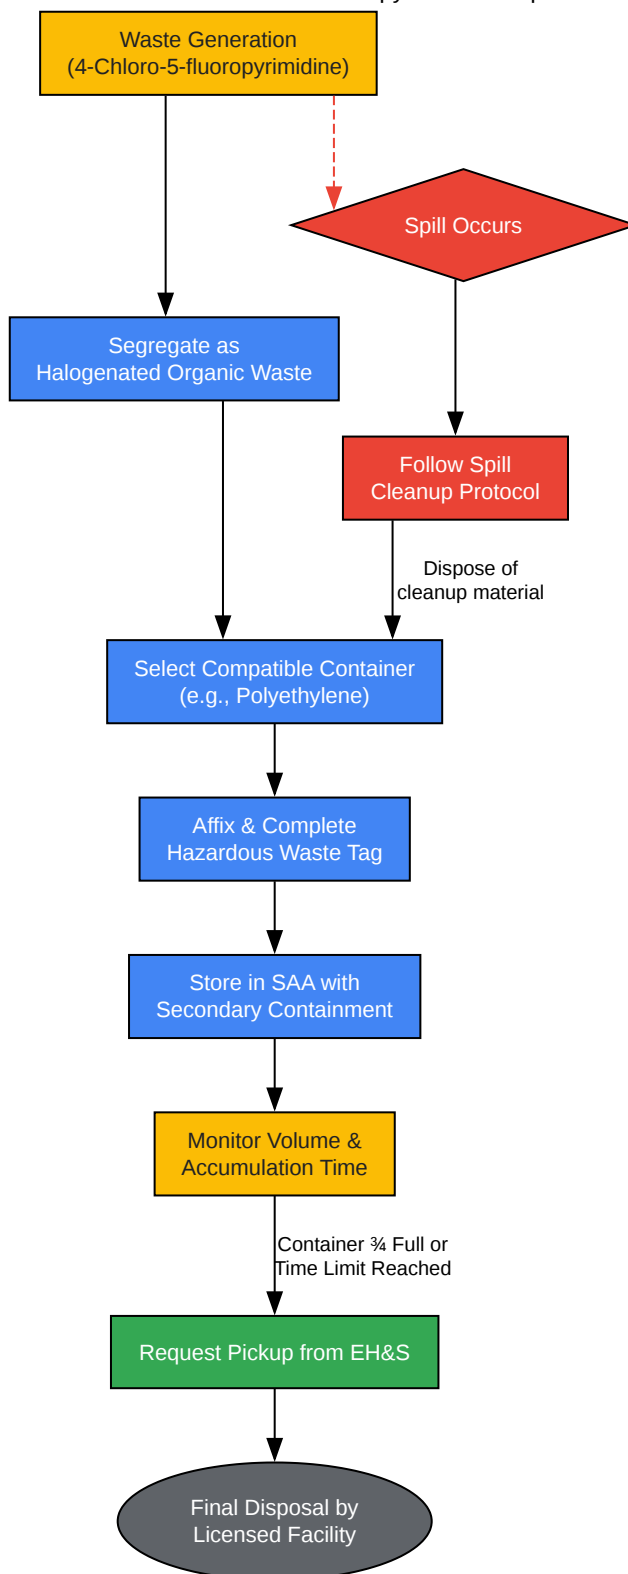 Waste Generation
(4-Chloro-5-fluoropyrimidine)
Spill Occurs
Segregate as
Halogenated Organic Waste
Follow Spill
Cleanup Protocol
Dispose of
cleanup material
Select Compatible Container
(e.g., Polyethylene)
Affix & Complete
Hazardous Waste Tag
Store in SAA with
Secondary Containment
Monitor Volume &
Accumulation Time
Container ¾ Full or
Time Limit Reached
Request Pickup from EH&S
Final Disposal by
Licensed Facility